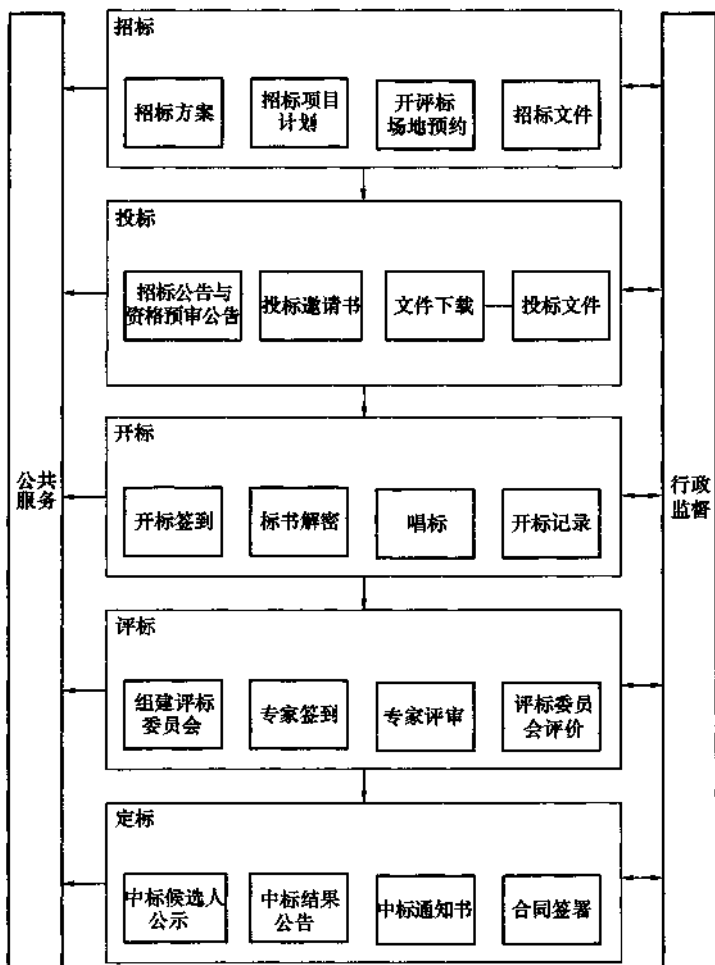 招标
招标方案
招标项目
计划
开评标
场地预约
招标文件
投标
招标公告与
资格预审公告
投标邀请书
文件下载
投标文件
公共
服务
开标
开标签到
标书解密
唱标
开标记录
行政
监督
评标
组建评标
委员会
专家签到
专家评审
评标委员
会评价
定标
中标候选人
公示
中标结果
公告
中标通知书
合同签署